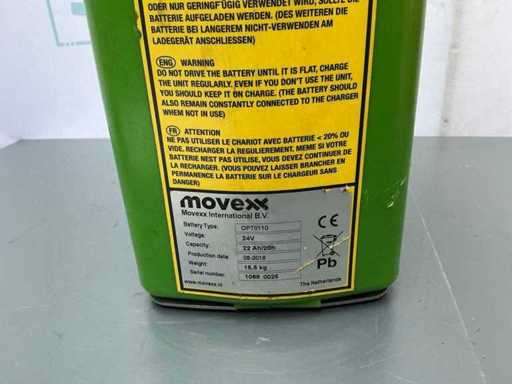 ODER NUR GERINGFÜGIG VERWENDET WIRD, SOLLTE DIE
BATTERIE AUFGELADEN WERDEN. (DES WEITEREN DIE
BATTERIE BEI LÄNGEREM NICHT-VERWENDEN AM
LADEGERÄT ANSCHLIESSEN)
ENG WARNING
DO NOT DRIVE THE BATTERY UNTIL IT IS FLAT, CHARGE
THE UNIT REGULARLY. EVEN IF YOU DON'T USE THE UNIT,
YOU SHOULD KEEP IT ON CHARGE. (THE BATTERY SHOULD
ALSO REMAIN CONSTANTLY CONNECTED TO THE CHARGER
WHEM NOT IN USE)
FR ATTENTION
NE PAS UTILISER LE CHARIOT AVEC BATTERIE < 20% OU
VIDE. RECHARGER LA REGULIEREMENT. MEME SI VOTRE
BATTERIE NEST PAS UTILISE, VOUS DEVEZ CONTINUER DE
LA RECHARGER. (VOUS POUVEZ LAISSER BRANCHER EN
PERMANENCE LA BATTERIE SUR LE CHARGEUR SANS
DANGER)
movexx
Movexx International B.V.
Battery Type: OPT0110
Voltage: 24V
Capacity: 22 Ah/20h
Production date: 08-2018
Weight: 15,5 kg
Serial number: 1066 0025
www.movexx.nl
CE
Pb
The Netherlands